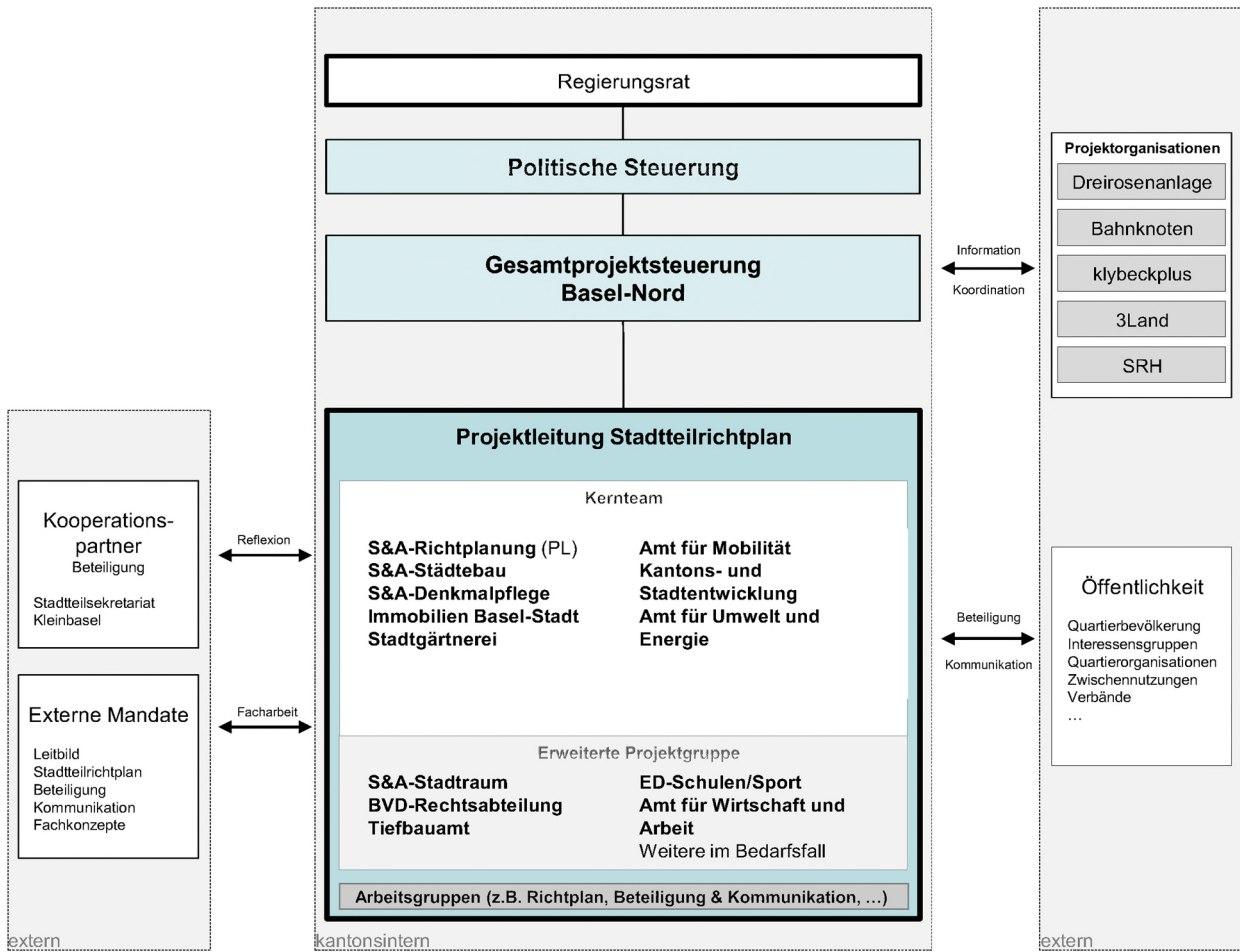 Regierungsrat
Politische Steuerung
Gesamtprojektsteuerung
Basel-Nord
Information
Koordination
Projektorganisationen
Dreirosenanlage
Bahnknoten
klybeckplus
3Land
SRH
Projektleitung Stadtteilrichtplan
Kernteam
S&A-Richtplanung (PL)
S&A-Städtebau
S&A-Denkmalpflege
Immobilien Basel-Stadt
Stadtgärtnerei
Amt für Mobilität
Kantons- und
Stadtentwicklung
Amt für Umwelt und
Energie
Erweiterte Projektgruppe
S&A-Stadtraum
BVD-Rechtsabteilung
Tiefbauamt
ED-Schulen/Sport
Amt für Wirtschaft und
Arbeit
Weitere im Bedarfsfall
Arbeitsgruppen (z.B. Richtplan, Beteiligung & Kommunikation, …)
Kooperations-
partner
Beteiligung
Stadtteilsekretariat
Kleinbasel
Reflexion
Externe Mandate
Leitbild
Stadtteilrichtplan
Beteiligung
Kommunikation
Fachkonzepte
Facharbeit
Beteiligung
Kommunikation
Öffentlichkeit
Quartierbevölkerung
Interessensgruppen
Quartierorganisationen
Zwischennutzungen
Verbände
…
extern
kantonsintern
extern